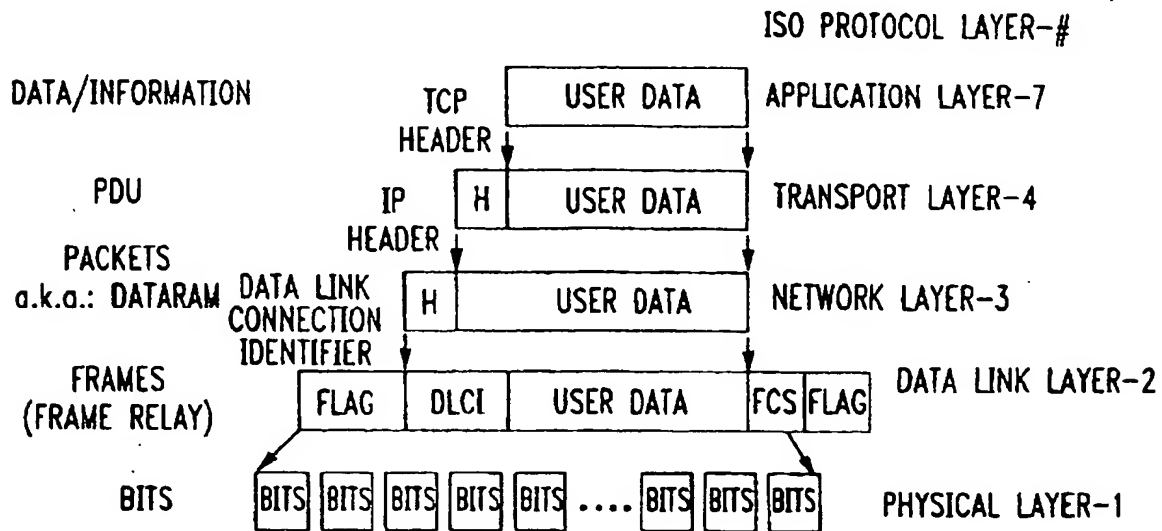 ISO PROTOCOL LAYER-#
DATA/INFORMATION
TCP
HEADER
USER DATA
APPLICATION LAYER-7
PDU
IP
HEADER
H
USER DATA
TRANSPORT LAYER-4
PACKETS
a.k.a.: DATARAM
DATA LINK
CONNECTION
IDENTIFIER
H
USER DATA
NETWORK LAYER-3
FRAMES
(FRAME RELAY)
FLAG
DLCI
USER DATA
FCS
FLAG
DATA LINK LAYER-2
BITS
BITS BITS BITS BITS BITS .... BITS BITS BITS
PHYSICAL LAYER-1